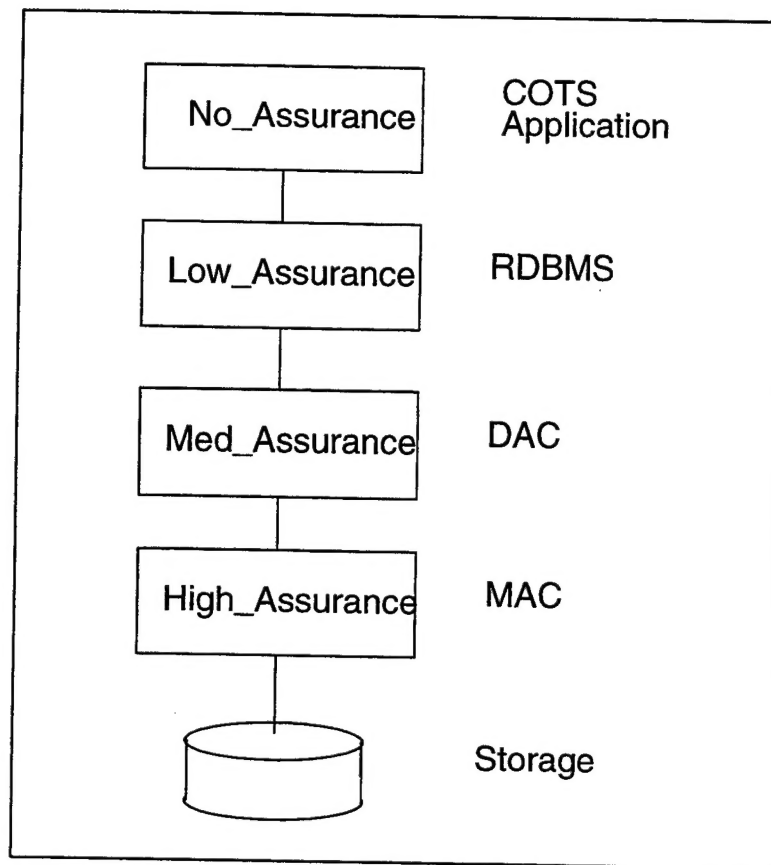 No_Assurance
COTS
Application
Low_Assurance
RDBMS
Med_Assurance
DAC
High_Assurance
MAC
Storage